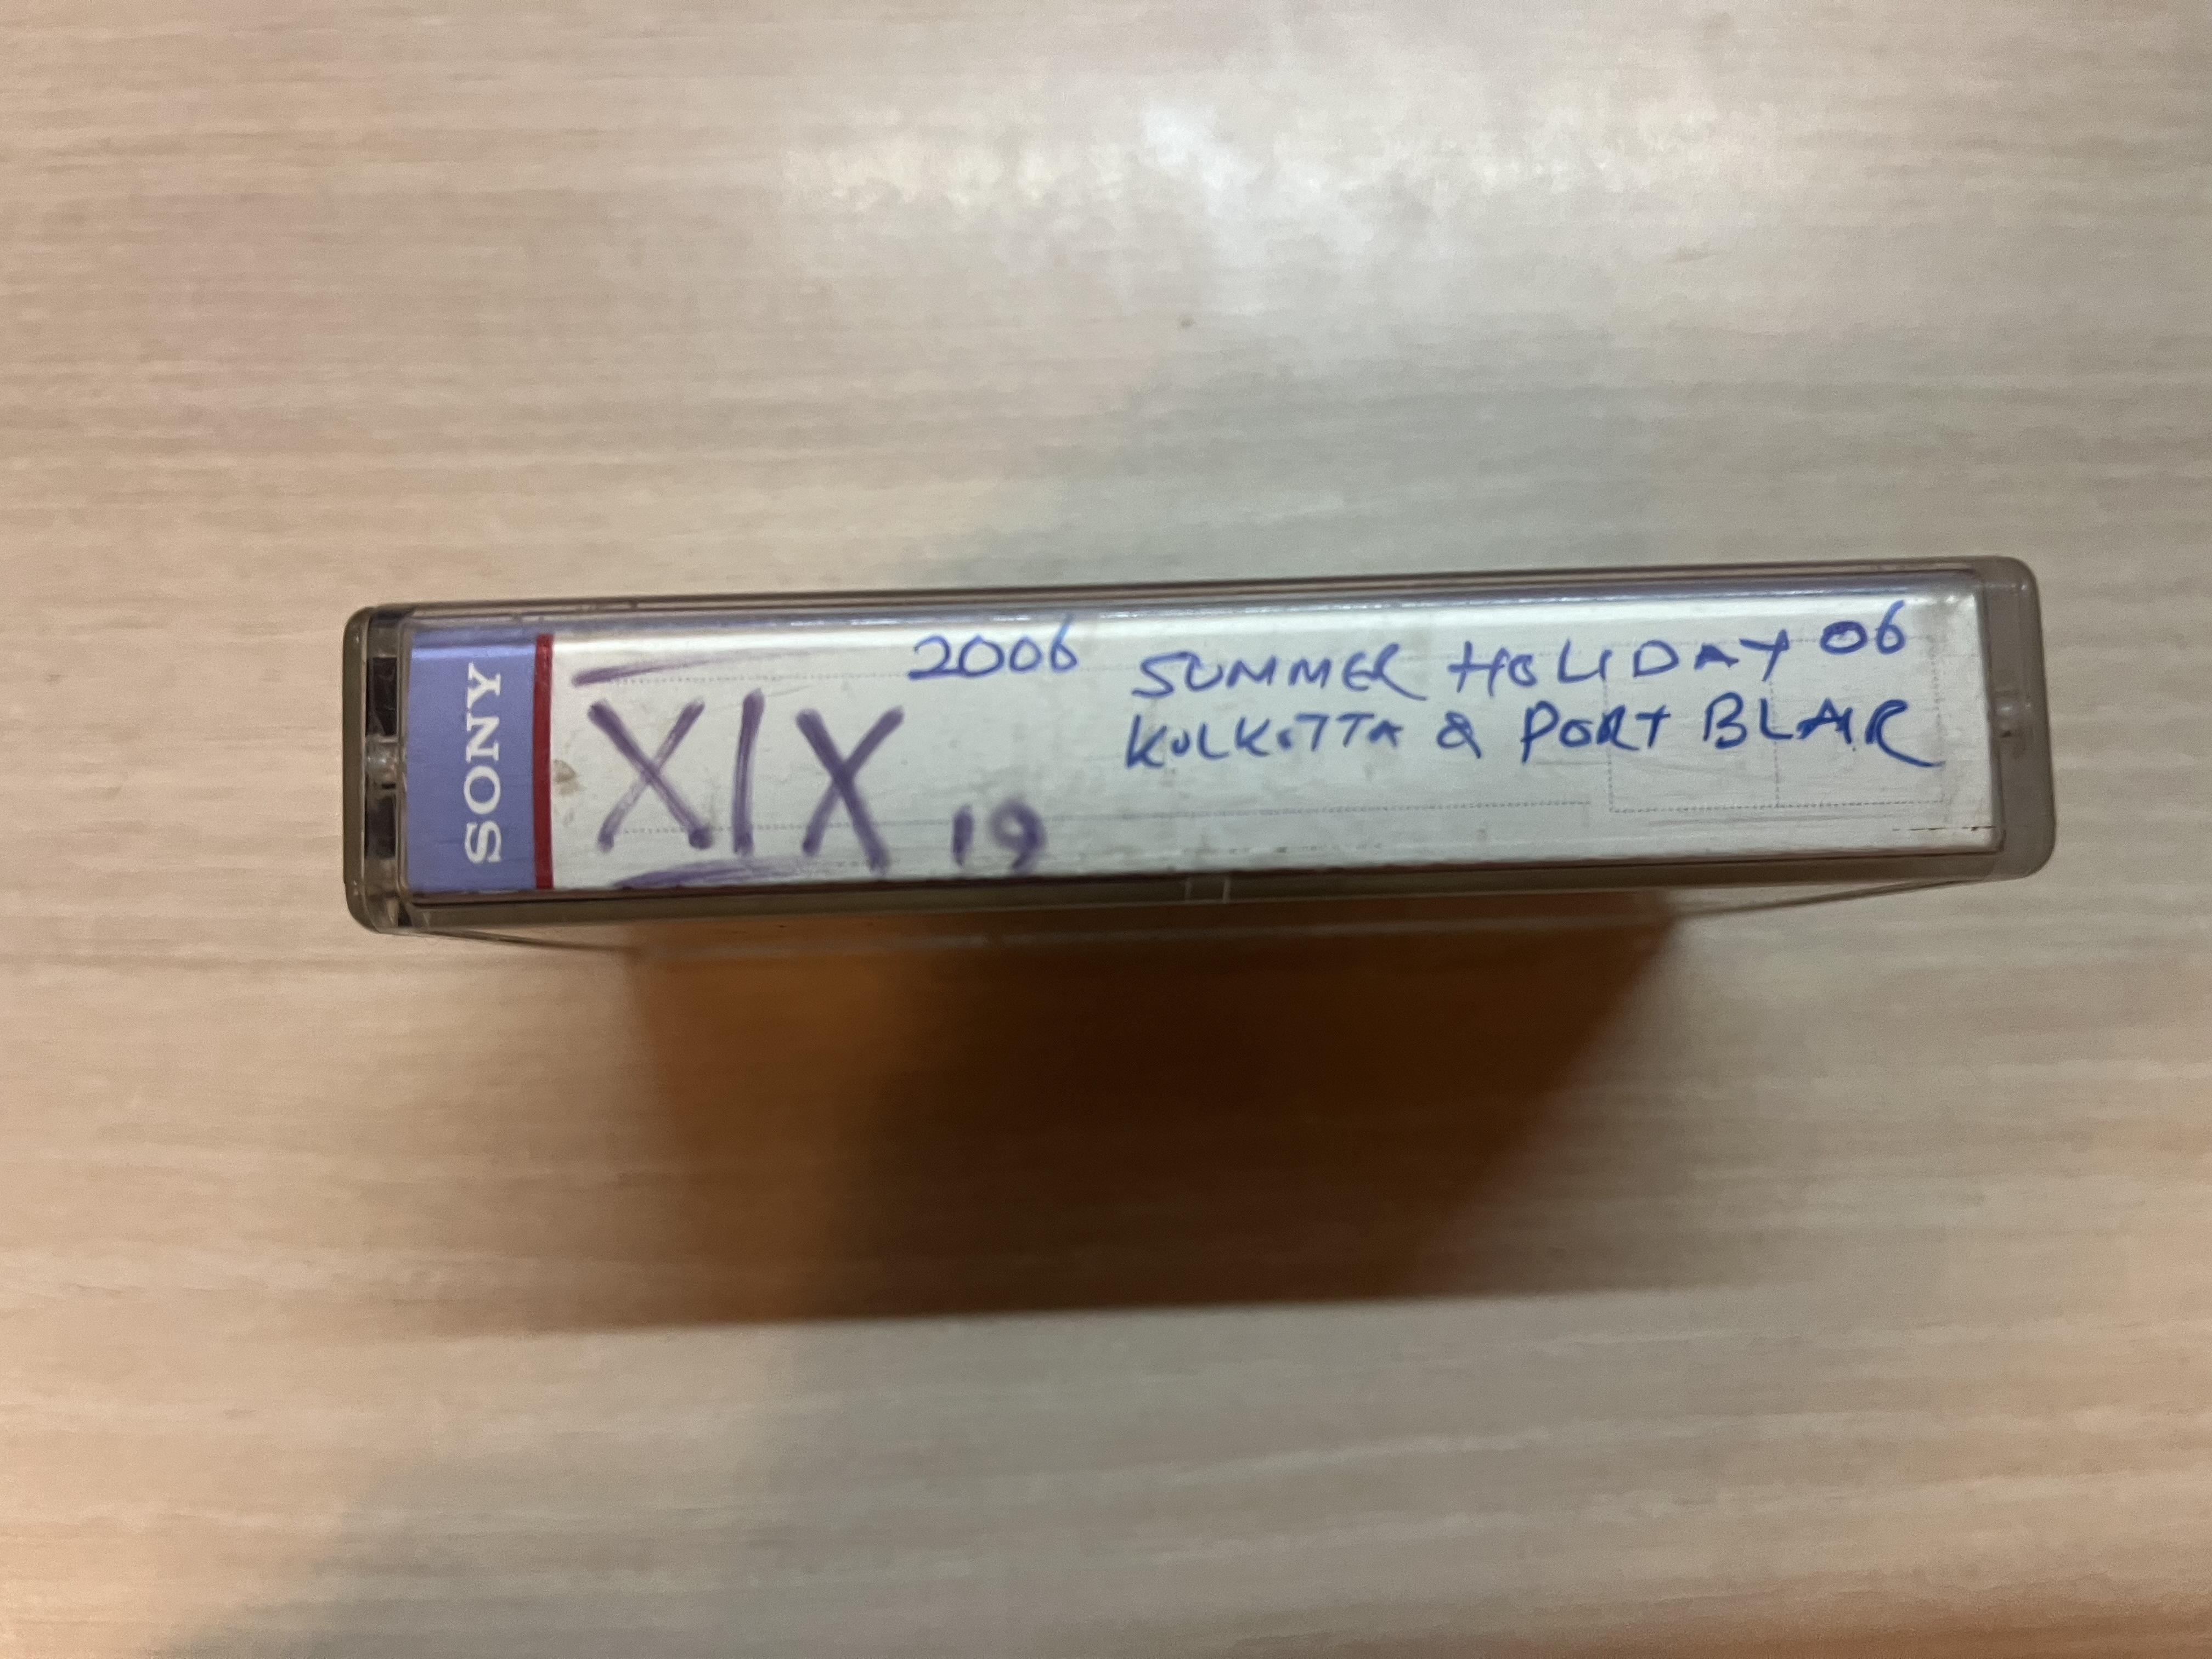 SONY
XIX 19
2006
SUMMER HOLIDAY 06
KOLKOTTA & PORT BLAIR